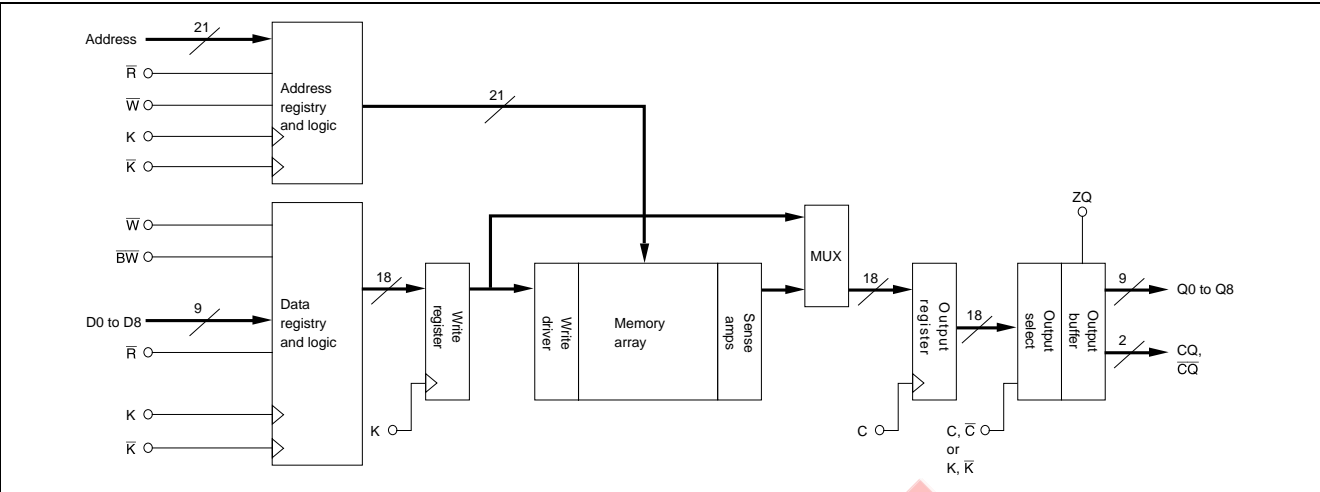 Address
21
R̅
W̅
K
K̅
Address
registry
and logic
21
W̅
B̅W̅
D0 to D8
9
R̅
K
K̅
Data
registry
and logic
18
Write
register
K
Write
driver
Memory
array
Sense
amps
MUX
18
Output
register
C
18
Output
select
Output
buffer
ZQ
C, C̅
or
K, K̅
9
Q0 to Q8
2
CQ,
C̅Q̅